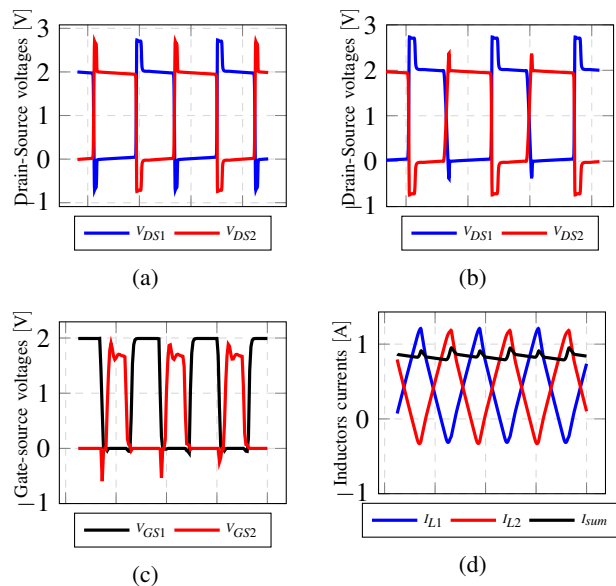 Drain-Source voltages [V]
3
2
1
0
−1
V_DS1 V_DS2
(a)
Drain-Source voltages [V]
3
2
1
0
−1
V_DS1 V_DS2
(b)
Gate-source voltages [V]
2
1
0
−1
V_GS1 V_GS2
(c)
Inductors currents [A]
1
0
−1
I_L1 I_L2 I_sum
(d)